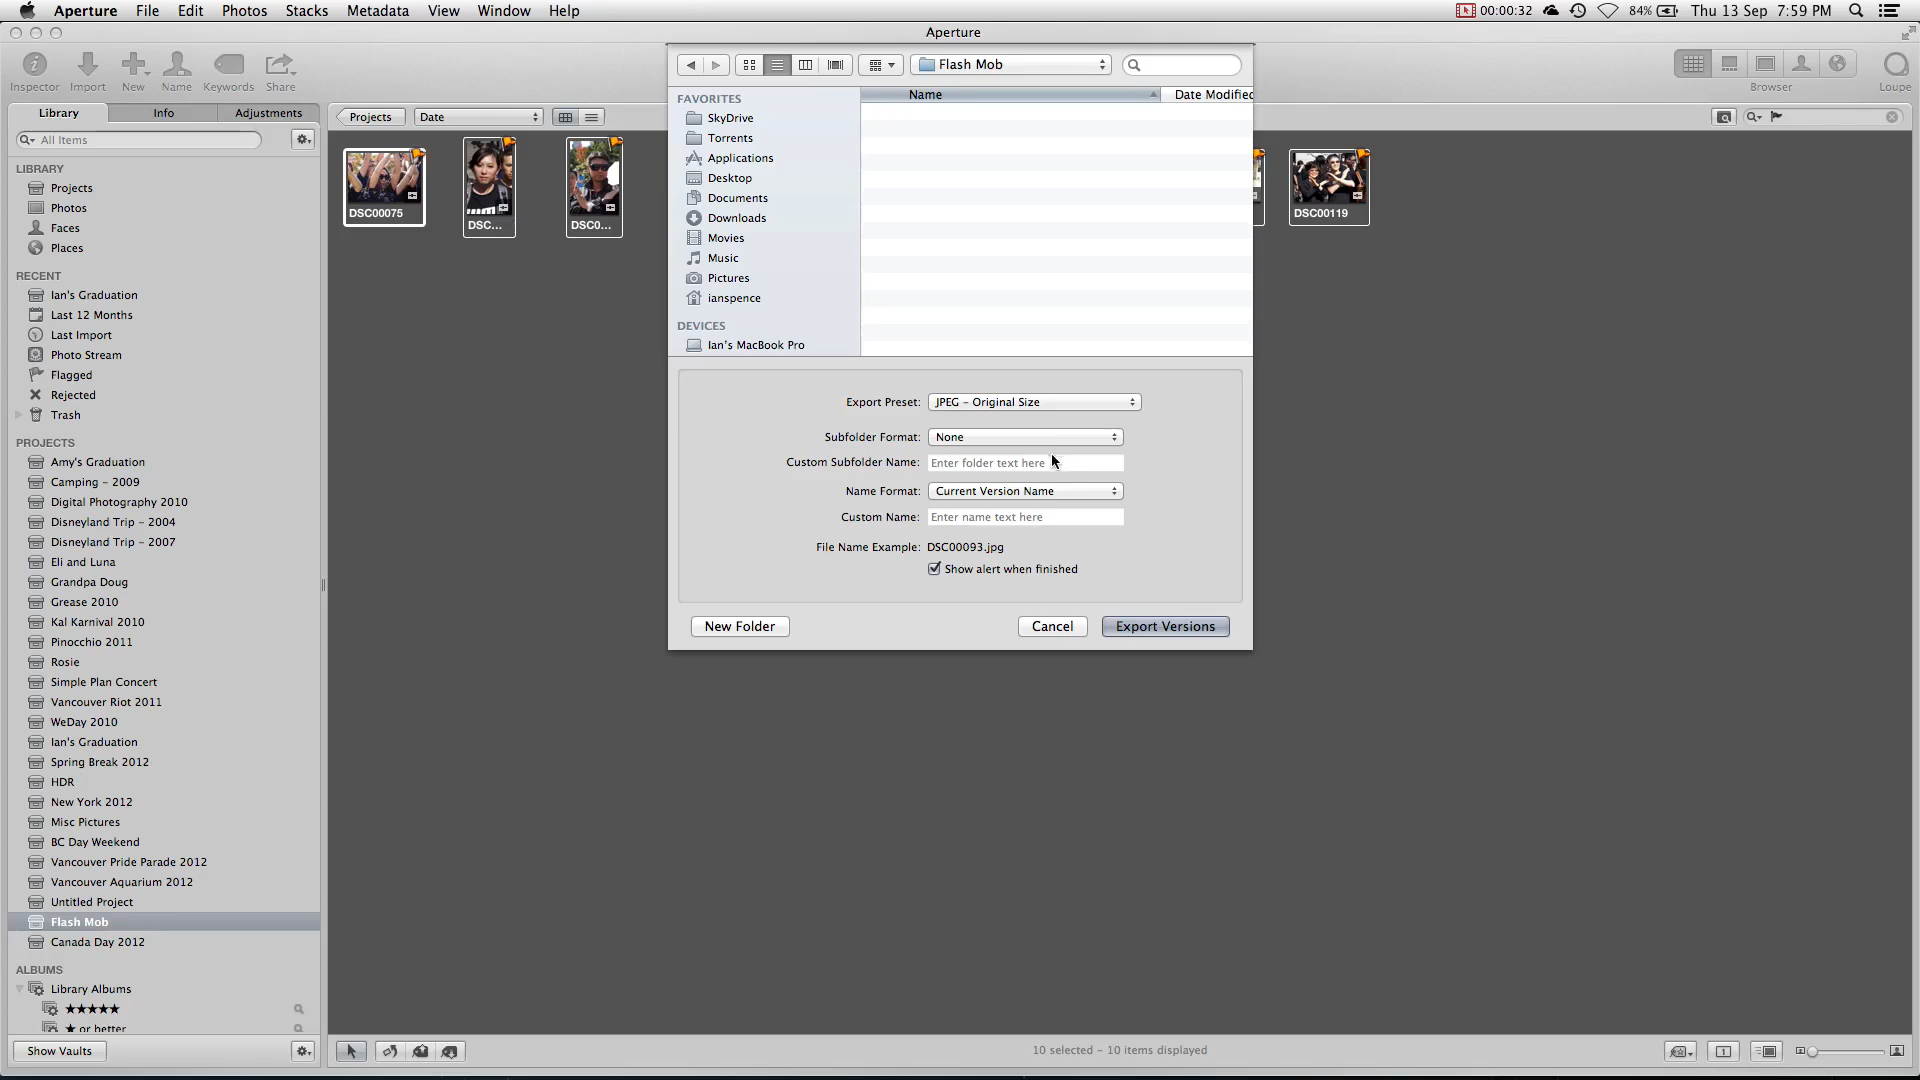 Aperture File Edit Photos Stacks Metadata View Window Help 00:00:32 84% Thu 13 Sep 7:59 PM
Aperture
Inspector Import New Name Keywords Share
Browser Loupe
Library Info Adjustments
All Items
LIBRARY
Projects
Photos
Faces
Places
RECENT
Ian's Graduation
Last 12 Months
Last Import
Photo Stream
Flagged
Rejected
Trash
PROJECTS
Amy's Graduation
Camping - 2009
Digital Photography 2010
Disneyland Trip - 2004
Disneyland Trip - 2007
Eli and Luna
Grandpa Doug
Grease 2010
Kal Karnival 2010
Pinocchio 2011
Rosie
Simple Plan Concert
Vancouver Riot 2011
WeDay 2010
Ian's Graduation
Spring Break 2012
HDR
New York 2012
Misc Pictures
BC Day Weekend
Vancouver Pride Parade 2012
Vancouver Aquarium 2012
Untitled Project
Flash Mob
Canada Day 2012
ALBUMS
Library Albums
★★★★★
★ or better
Show Vaults
Projects Date
DSC00075 DSC... DSC0... DSC00119
Flash Mob
Name Date Modified
FAVORITES
SkyDrive
Torrents
Applications
Desktop
Documents
Downloads
Movies
Music
Pictures
ianspence
DEVICES
Ian's MacBook Pro
Export Preset: JPEG - Original Size
Subfolder Format: None
Custom Subfolder Name: Enter folder text here
Name Format: Current Version Name
Custom Name: Enter name text here
File Name Example: DSC00093.jpg
Show alert when finished
New Folder Cancel Export Versions
10 selected - 10 items displayed
1